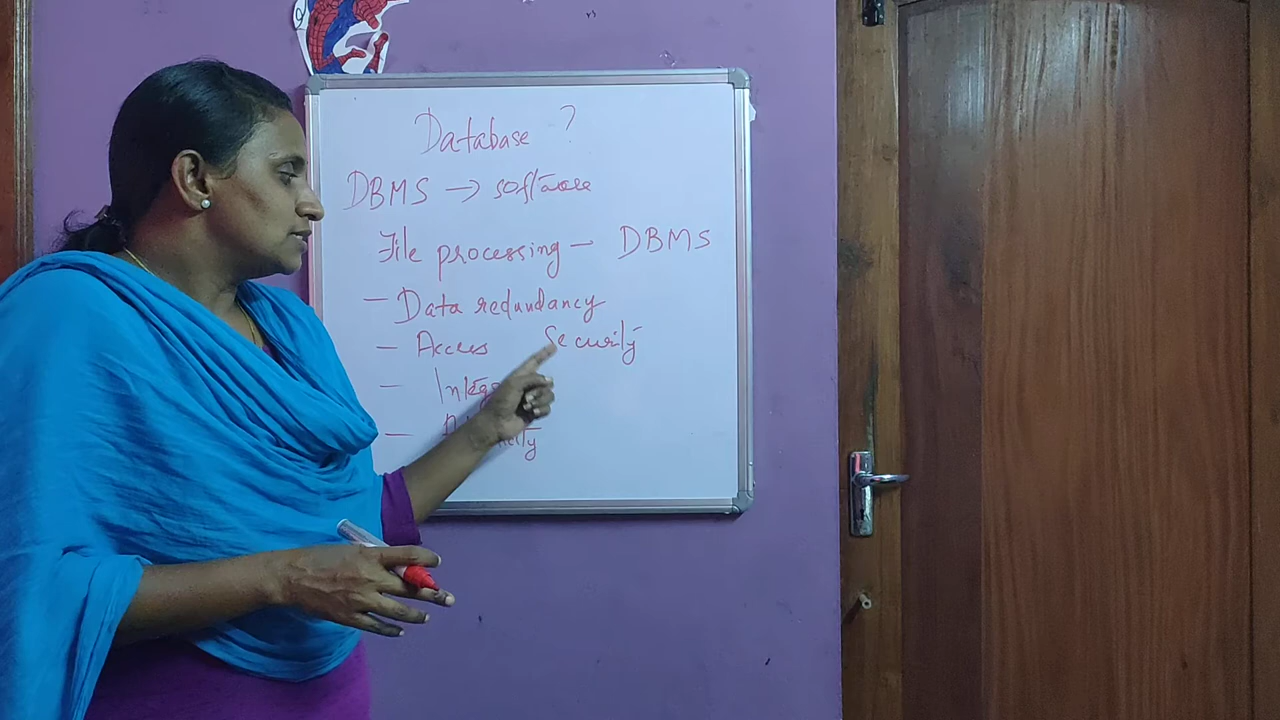 Database ?
DBMS → software
File processing — DBMS
— Data redundancy
— Access Security
—
—